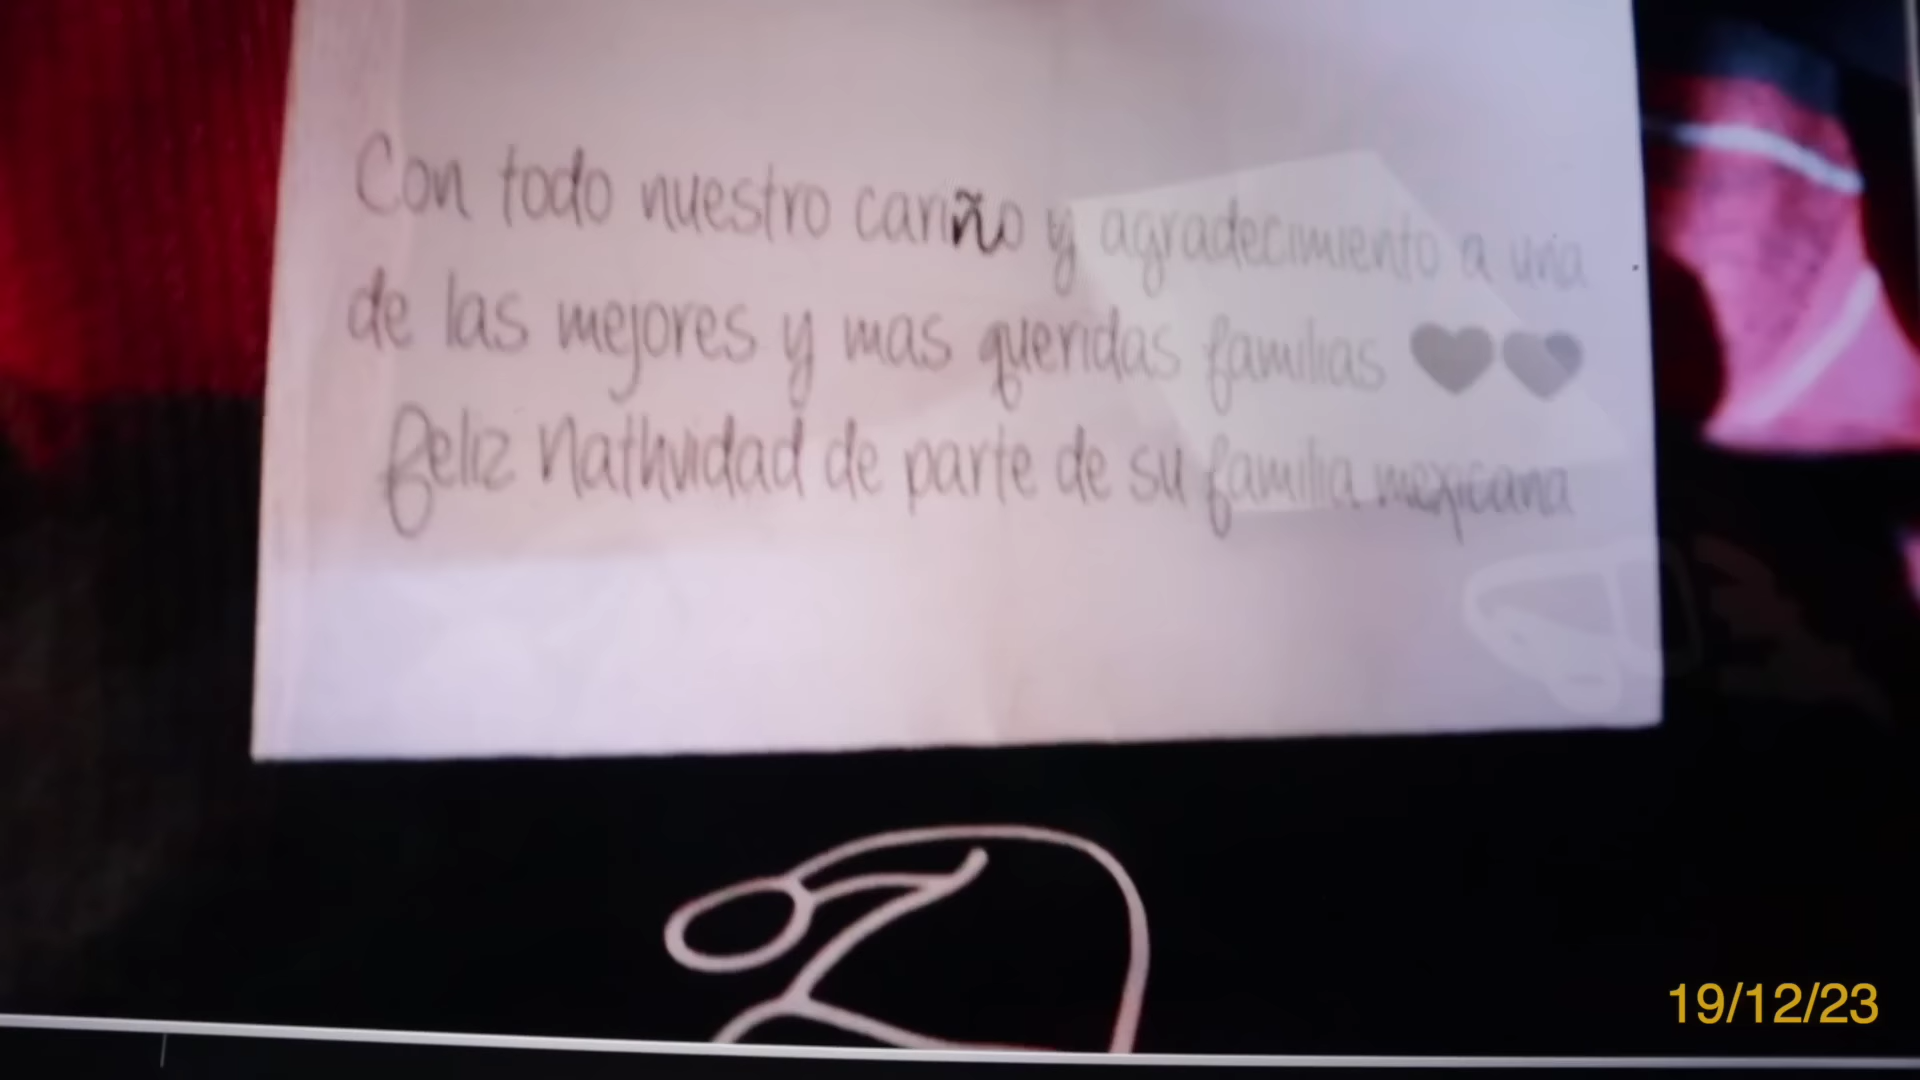 Con todo nuestro cariño y agradecimiento a una
de las mejores y mas queridas familias
feliz Nathvidad de parte de su familia mexicana
19/12/23